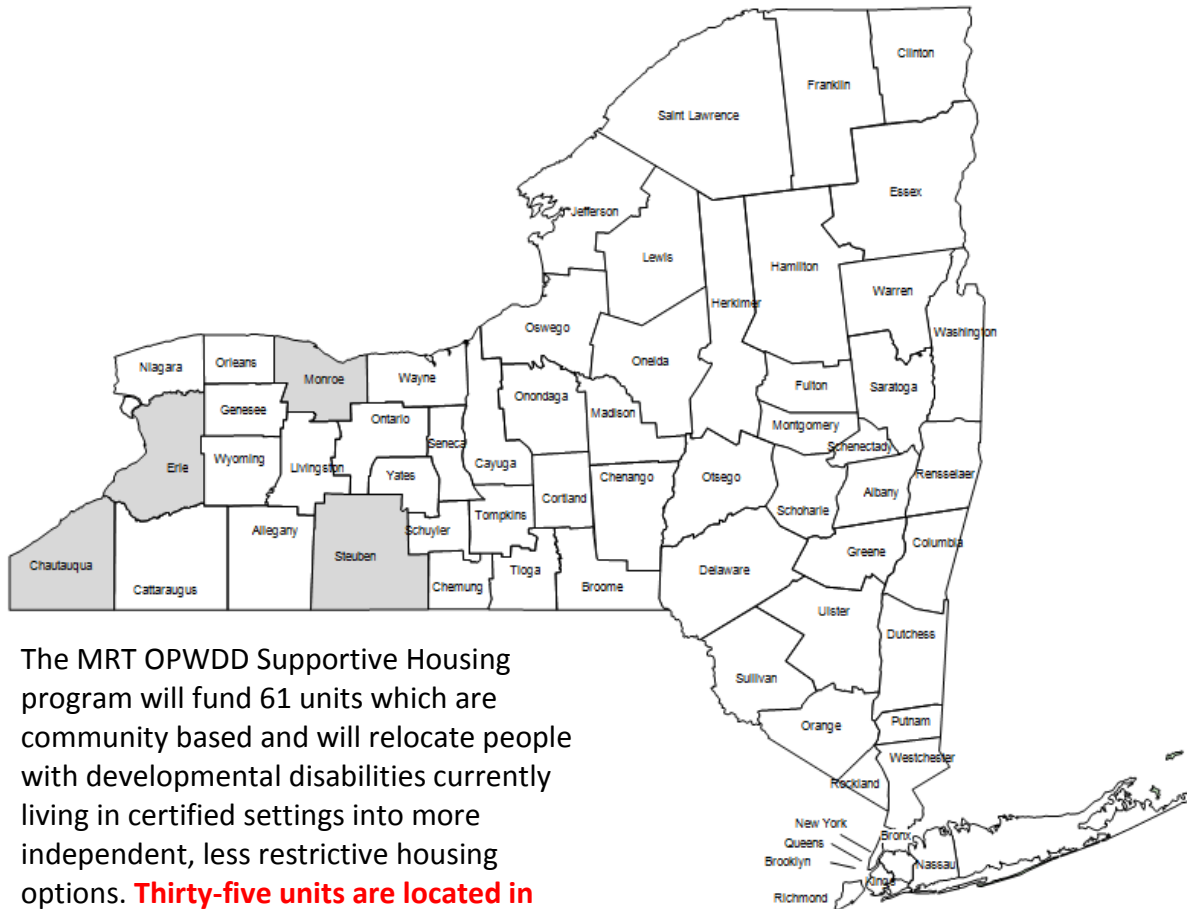 Clinton
Franklin
Saint Lawrence
Essex
Jefferson
Lewis
Hamilton
Warren
Herkimer
Washington
Oswego
Oneida
Niagara
Orleans
Monroe
Wayne
Fulton
Saratoga
Onondaga
Madison
Genesee
Ontario
Montgomery
Seneca
Schenectady
Erie
Wyoming
Livingston
Yates
Cayuga
Chenango
Otsego
Rensselaer
Cortland
Albany
Schoharie
Tompkins
Allegany
Schuyler
Steuben
Columbia
Greene
Chautauqua
Cattaraugus
Chemung
Tioga
Broome
Delaware
Ulster
Dutchess
Sullivan
Orange
Putnam
Westchester
Rockland
New York
Bronx
Queens
Brooklyn
Nassau
Kings
Richmond
The MRT OPWDD Supportive Housing
program will fund 61 units which are
community based and will relocate people
with developmental disabilities currently
living in certified settings into more
independent, less restrictive housing
options. Thirty-five units are located in